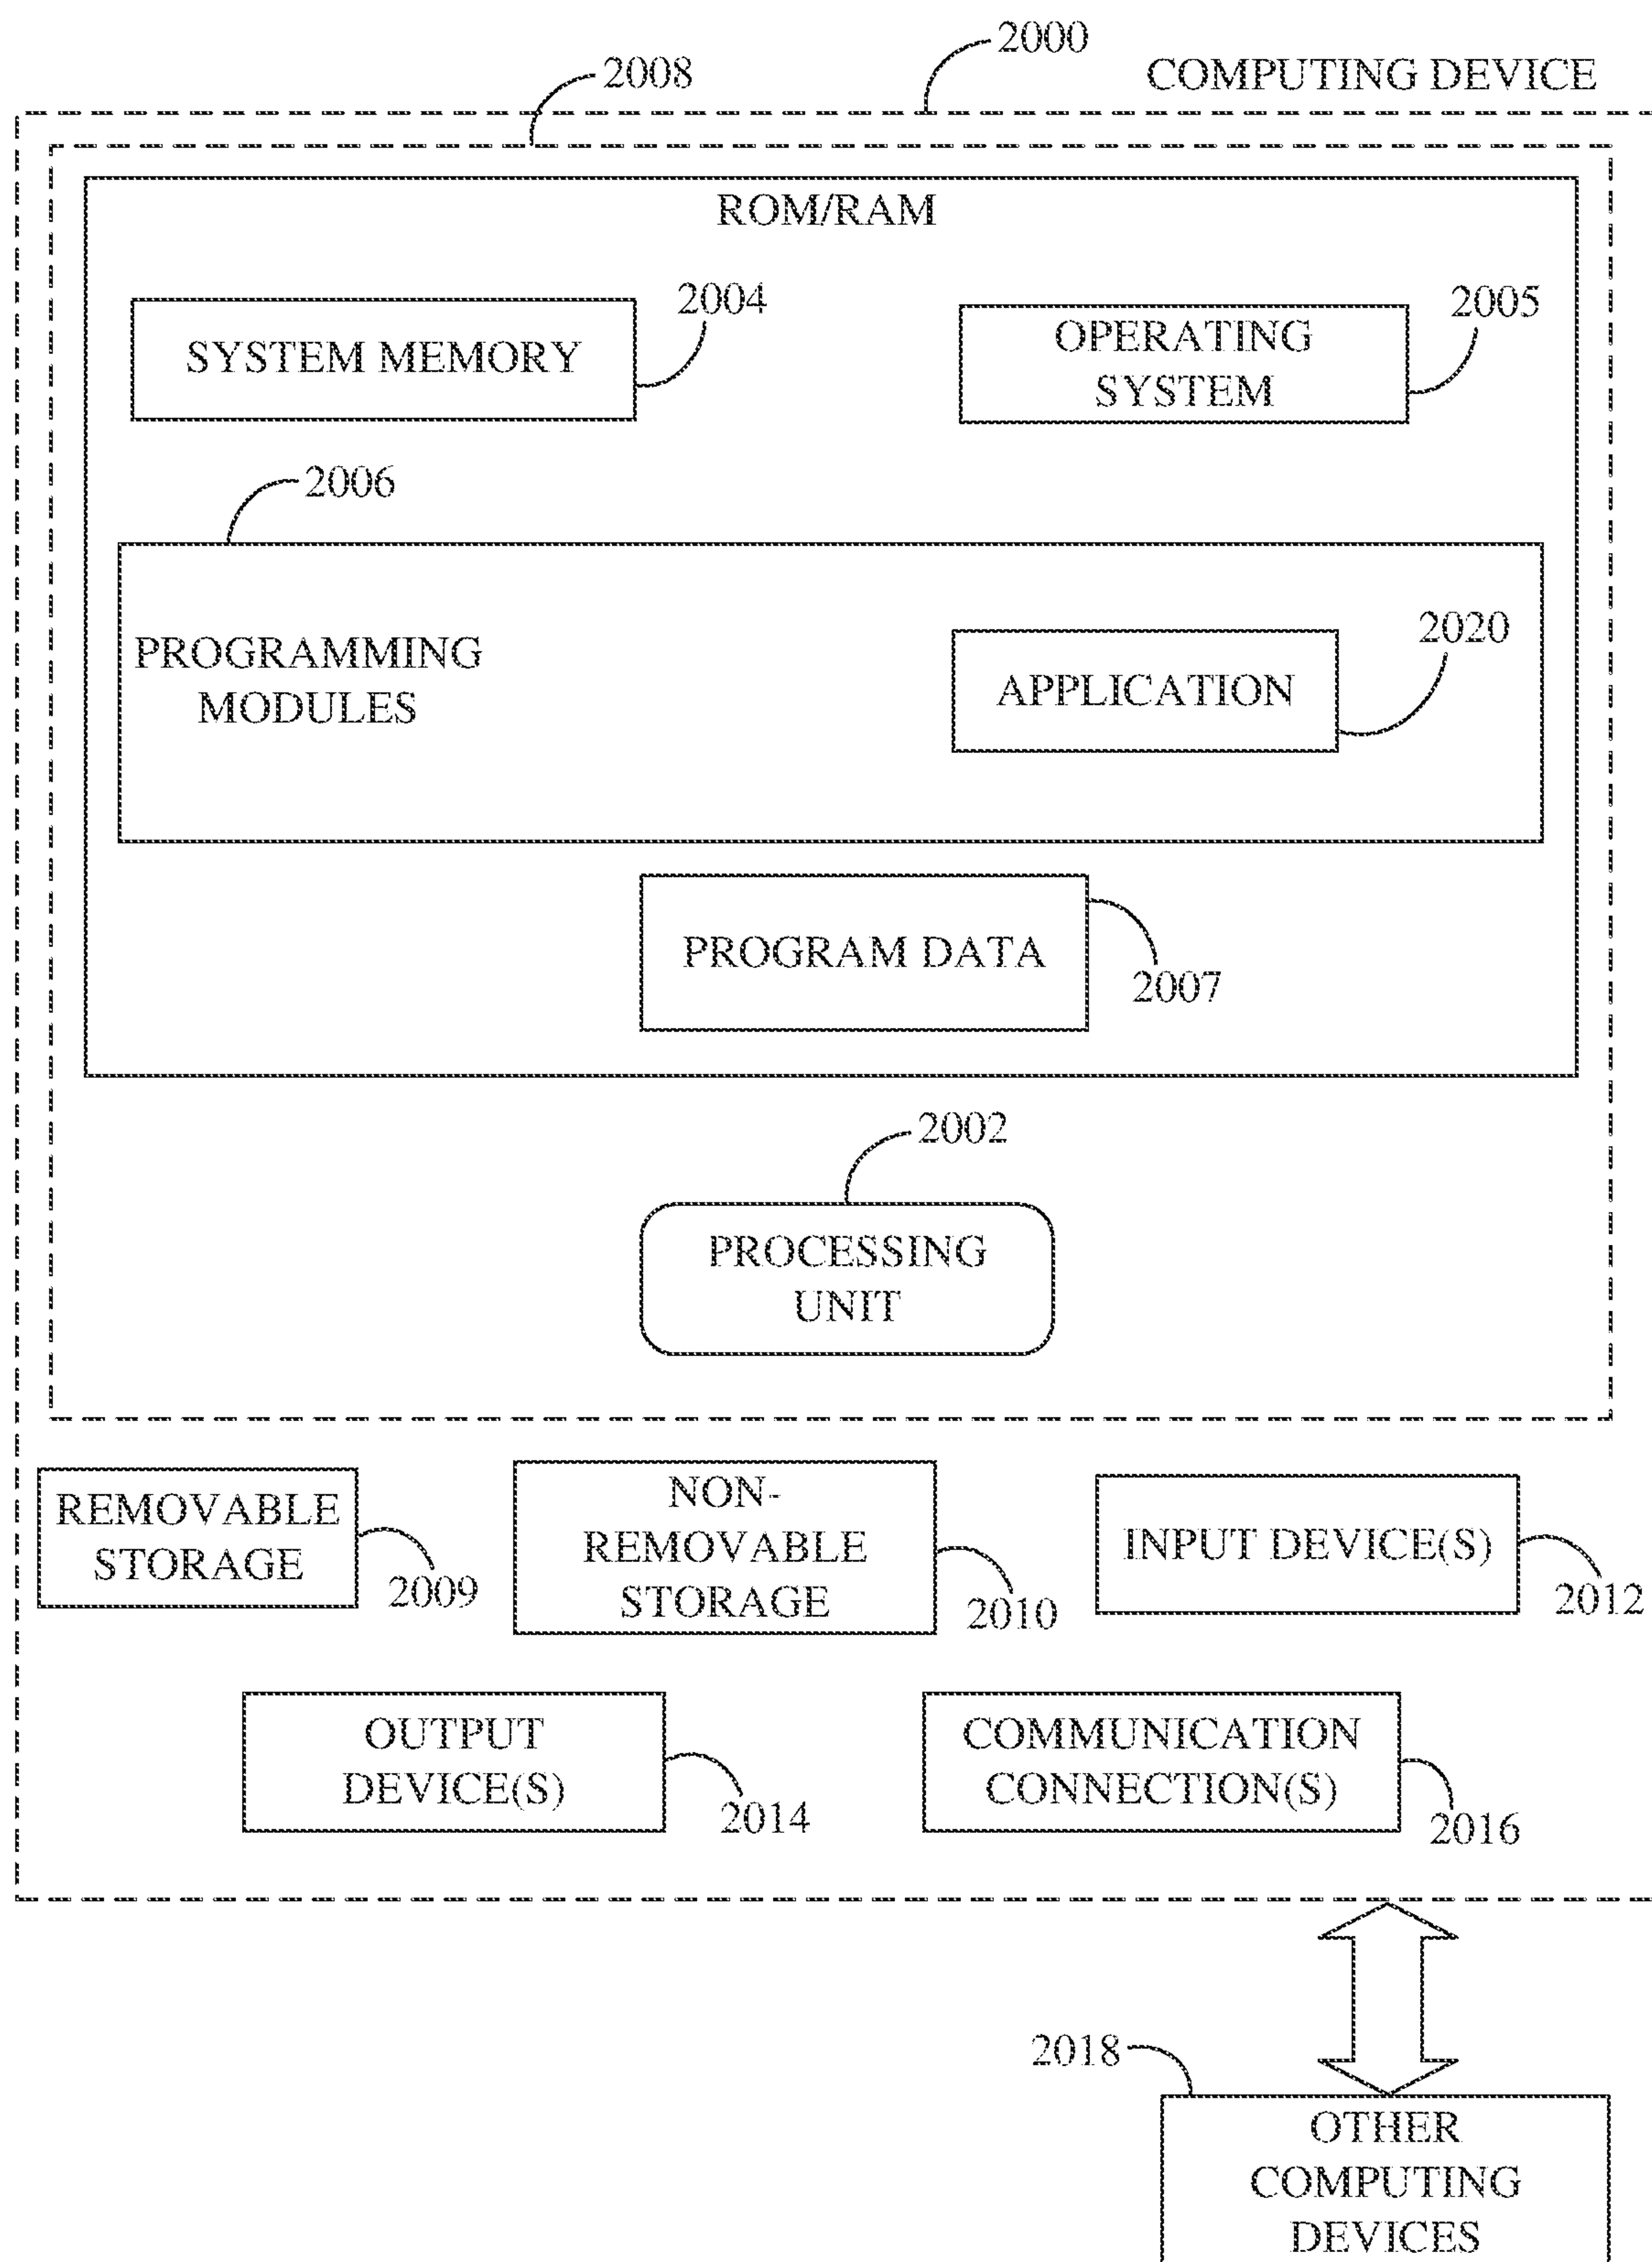 2000
2008
COMPUTING DEVICE
ROM/RAM
2004
SYSTEM MEMORY
2005
OPERATING
SYSTEM
2006
PROGRAMMING
MODULES
2020
APPLICATION
PROGRAM DATA
2007
2002
PROCESSING
UNIT
REMOVABLE
STORAGE
2009
NON-
REMOVABLE
STORAGE
2010
INPUT DEVICE(S)
2012
OUTPUT
DEVICE(S)
2014
COMMUNICATION
CONNECTION(S)
2016
2018
OTHER
COMPUTING
DEVICES